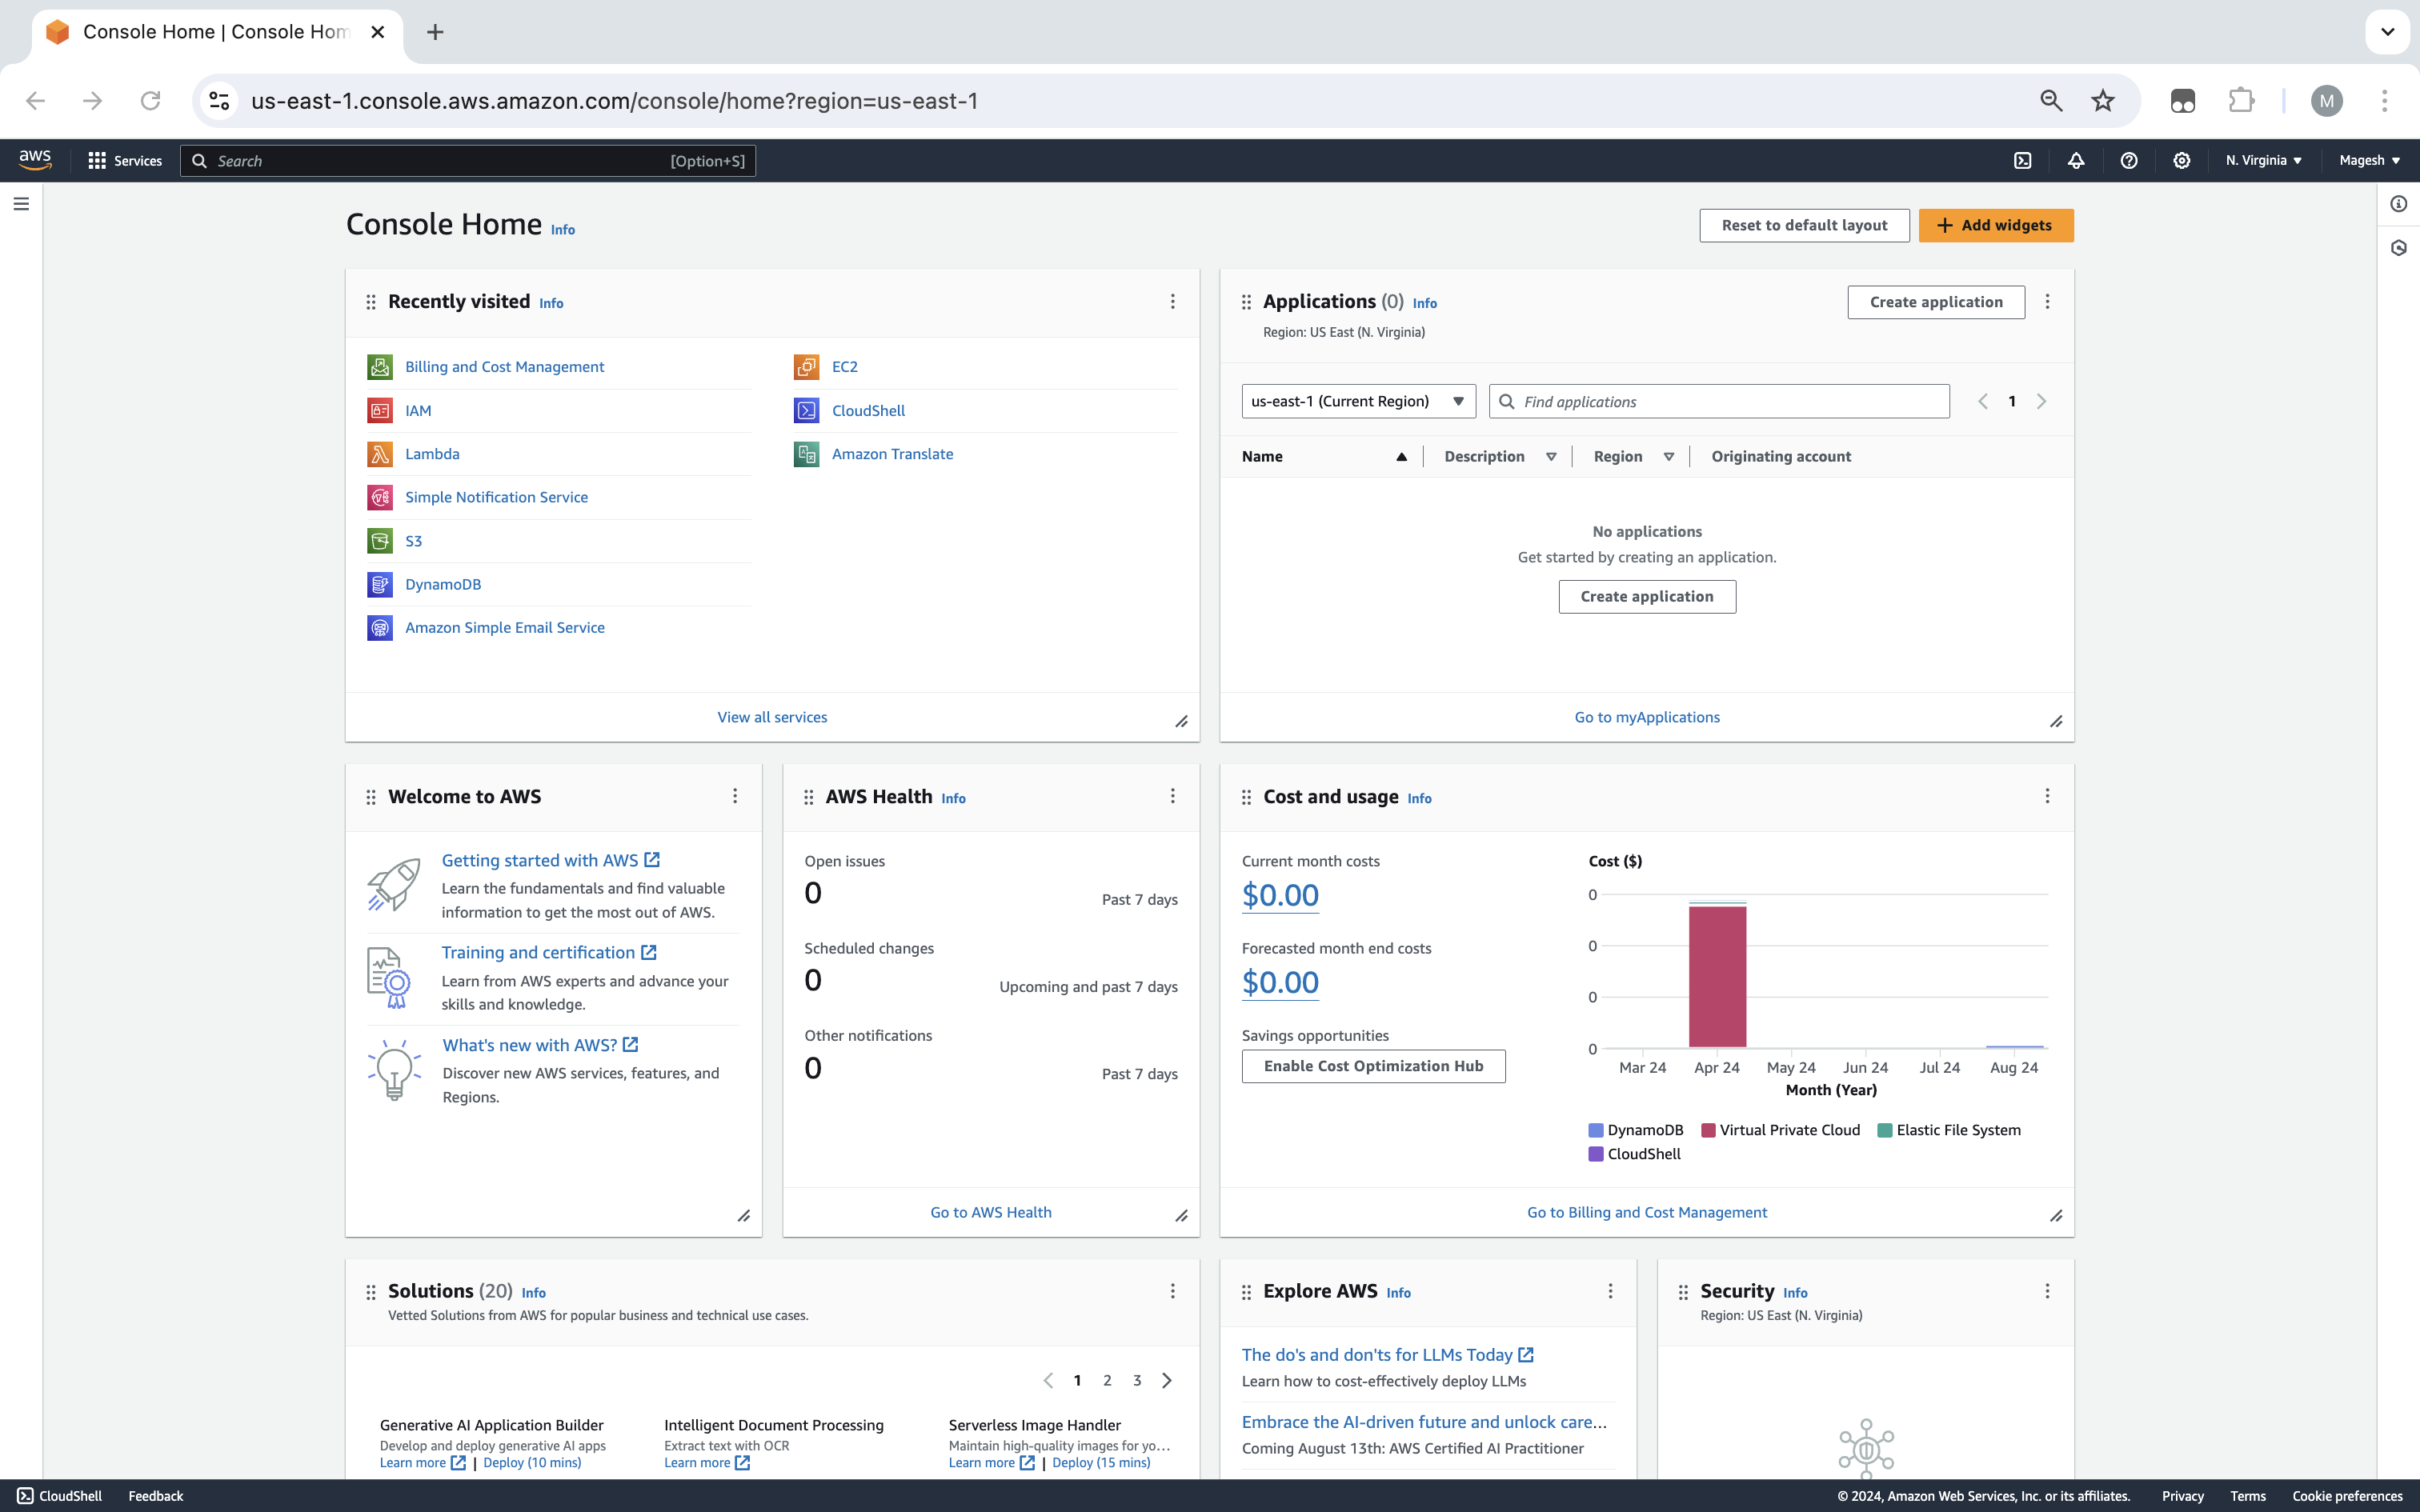 Console Home | Console Hom
us-east-1.console.aws.amazon.com/console/home?region=us-east-1
M
aws
Services
Search
[Option+S]
N. Virginia
Magesh
Console Home Info
Reset to default layout
Add widgets
Recently visited Info
Billing and Cost Management
IAM
Lambda
Simple Notification Service
S3
DynamoDB
Amazon Simple Email Service
EC2
CloudShell
Amazon Translate
View all services
Applications (0) Info
Region: US East (N. Virginia)
Create application
us-east-1 (Current Region)
Find applications
1
Name
Description
Region
Originating account
No applications
Get started by creating an application.
Create application
Go to myApplications
Welcome to AWS
Getting started with AWS
Learn the fundamentals and find valuable
information to get the most out of AWS.
Training and certification
Learn from AWS experts and advance your
skills and knowledge.
What's new with AWS?
Discover new AWS services, features, and
Regions.
AWS Health Info
Open issues
0
Past 7 days
Scheduled changes
0
Upcoming and past 7 days
Other notifications
0
Past 7 days
Go to AWS Health
Cost and usage Info
Current month costs
$0.00
Forecasted month end costs
$0.00
Savings opportunities
Enable Cost Optimization Hub
Cost ($)
0
0
0
0
Mar 24 Apr 24 May 24 Jun 24 Jul 24 Aug 24
Month (Year)
DynamoDB Virtual Private Cloud Elastic File System
CloudShell
Go to Billing and Cost Management
Solutions (20) Info
Vetted Solutions from AWS for popular business and technical use cases.
1 2 3
Generative AI Application Builder
Develop and deploy generative AI apps
Learn more | Deploy (10 mins)
Intelligent Document Processing
Extract text with OCR
Learn more
Serverless Image Handler
Maintain high-quality images for yo...
Learn more | Deploy (15 mins)
Explore AWS Info
The do's and don'ts for LLMs Today
Learn how to cost-effectively deploy LLMs
Embrace the AI-driven future and unlock care...
Coming August 13th: AWS Certified AI Practitioner
Security Info
Region: US East (N. Virginia)
CloudShell
Feedback
© 2024, Amazon Web Services, Inc. or its affiliates.
Privacy
Terms
Cookie preferences